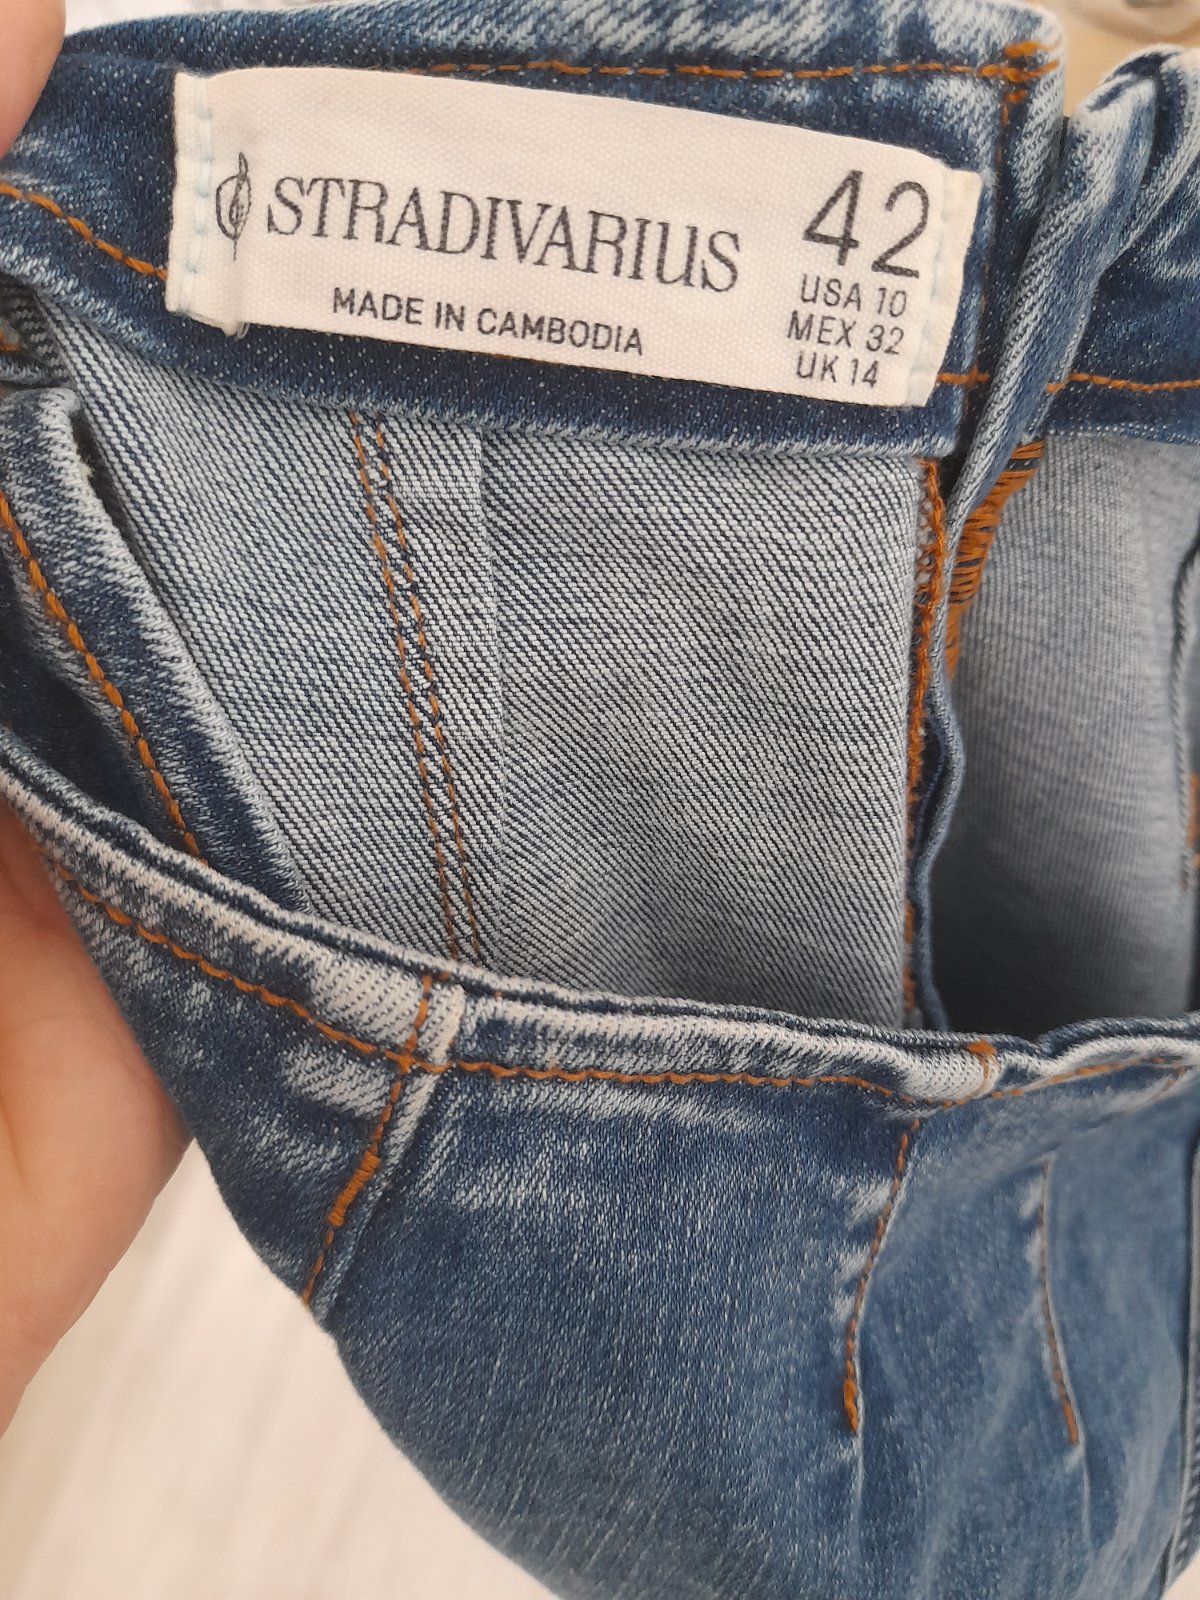 STRADIVARIUS
MADE IN CAMBODIA
42
USA 10
MEX 32
UK 14